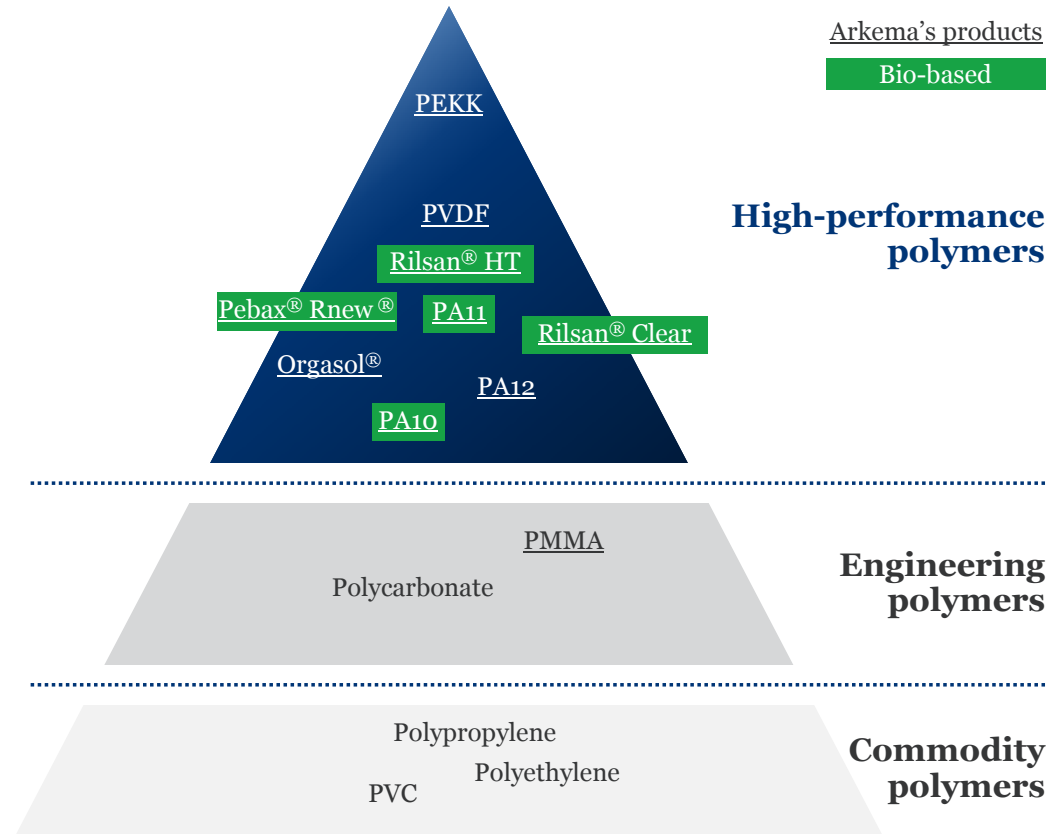 Arkema’s products
Bio-based
PEKK
PVDF
High-performance
polymers
Rilsan® HT
Pebax® Rnew ®
PA11
Rilsan® Clear
Orgasol®
PA12
PA10
PMMA
Polycarbonate
Engineering
polymers
Polypropylene
Polyethylene
PVC
Commodity
polymers